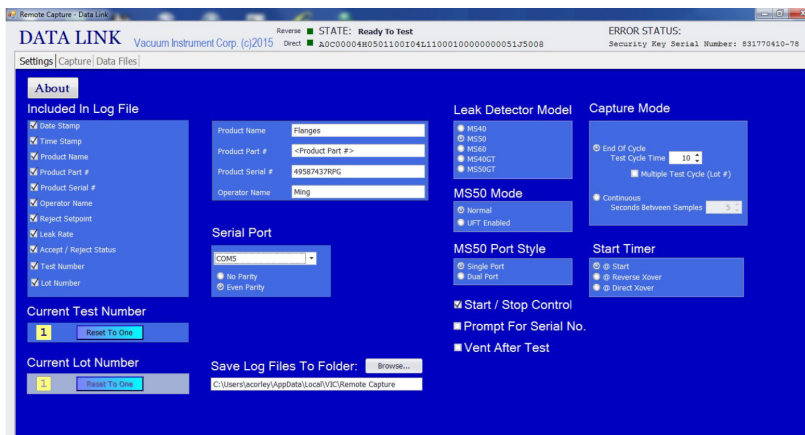 Remote Capture - Data Link
DATA LINK Vacuum Instrument Corp. (c)2015
Reverse STATE: Ready To Test
Direct A0C00004H0501100I04L11000100000000051J5008
ERROR STATUS:
Security Key Serial Number: 831770410-78
Settings Capture Data Files
About
Included In Log File
Date Stamp
Time Stamp
Product Name
Product Part #
Product Serial #
Operator Name
Reject Setpoint
Leak Rate
Accept / Reject Status
Test Number
Lot Number
Current Test Number
1 Reset To One
Current Lot Number
1 Reset To One
Product Name Flanges
Product Part # <Product Part #>
Product Serial # 49587437RPG
Operator Name Ming
Serial Port
COM5
No Parity
Even Parity
Save Log Files To Folder: Browse...
C:\Users\acorley\AppData\Local\VIC\Remote Capture
Leak Detector Model
MS40
MS50
MS60
MS40GT
MS50GT
MS50 Mode
Normal
UFT Enabled
MS50 Port Style
Single Port
Dual Port
Start / Stop Control
Prompt For Serial No.
Vent After Test
Capture Mode
End Of Cycle
Test Cycle Time 10
Multiple Test Cycle (Lot #)
Continuous
Seconds Between Samples 5
Start Timer
@ Start
@ Reverse Xover
@ Direct Xover